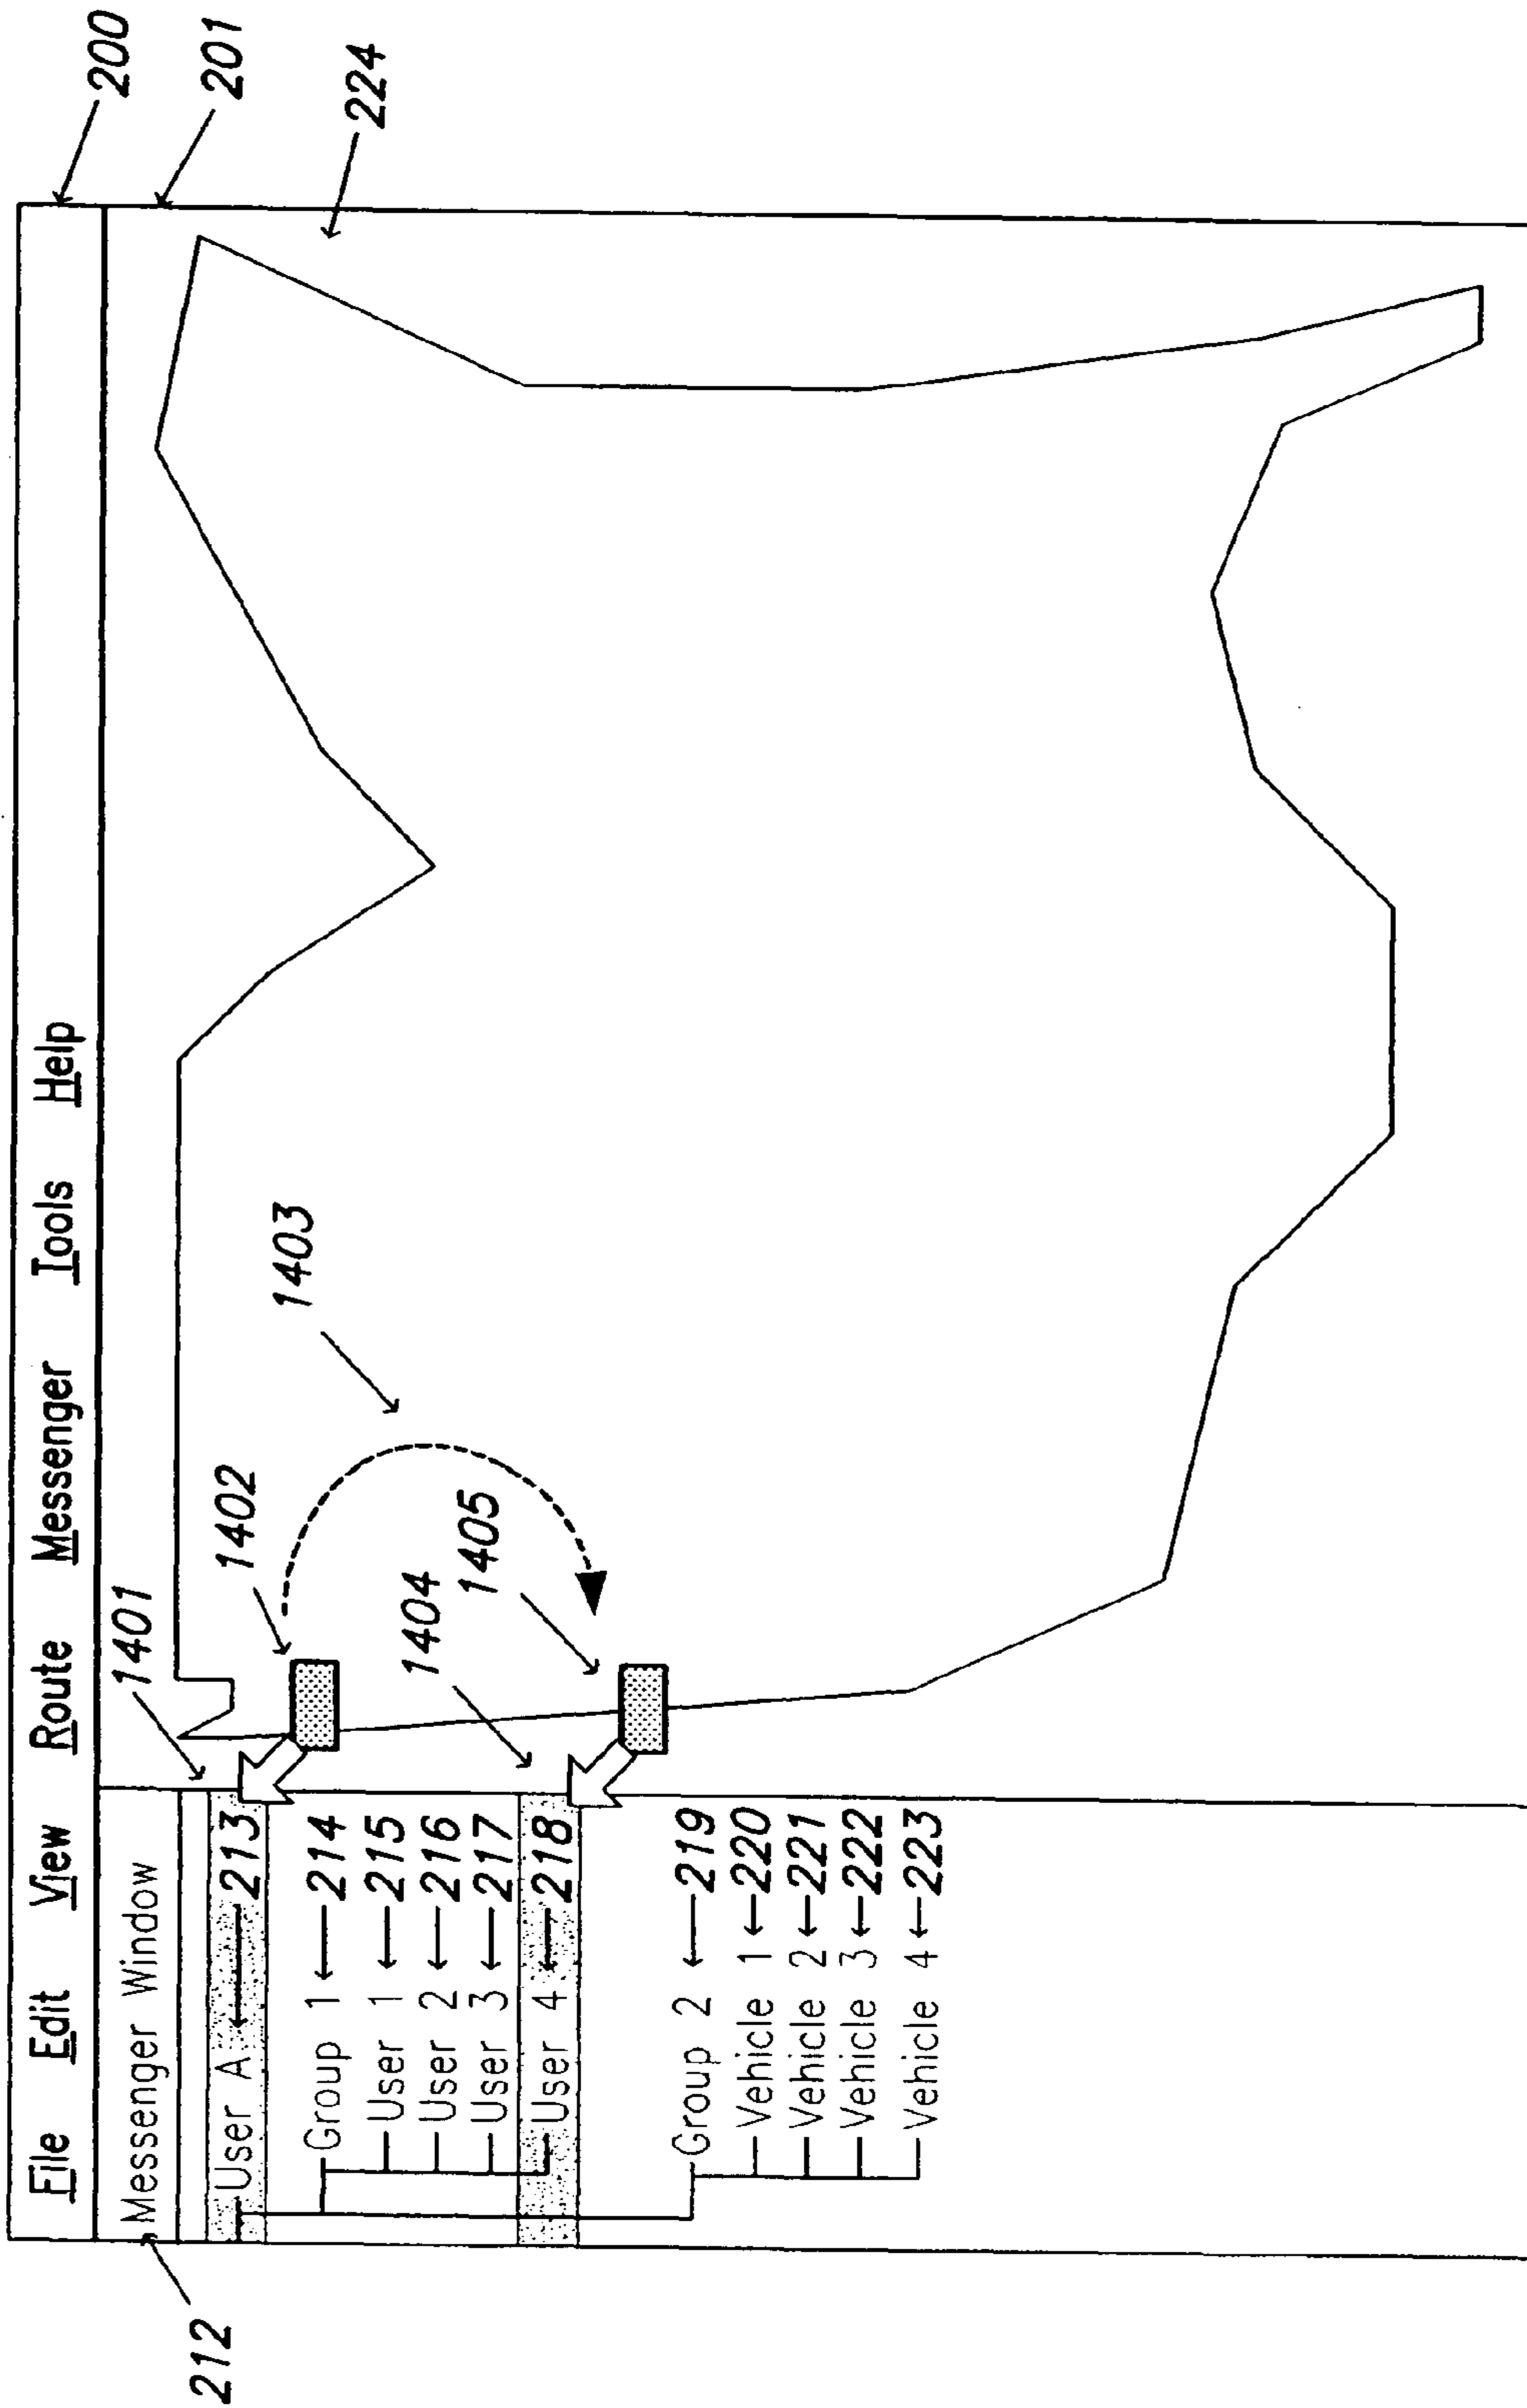 200
201
224
File Edit View Route Messenger Tools Help
212
Messenger Window
1401
User A 213
1402
1403
Group 1 214
User 1 215
User 2 216
1404
User 3 217
1405
User 4 218
Group 2 219
Vehicle 1 220
Vehicle 2 221
Vehicle 3 222
Vehicle 4 223